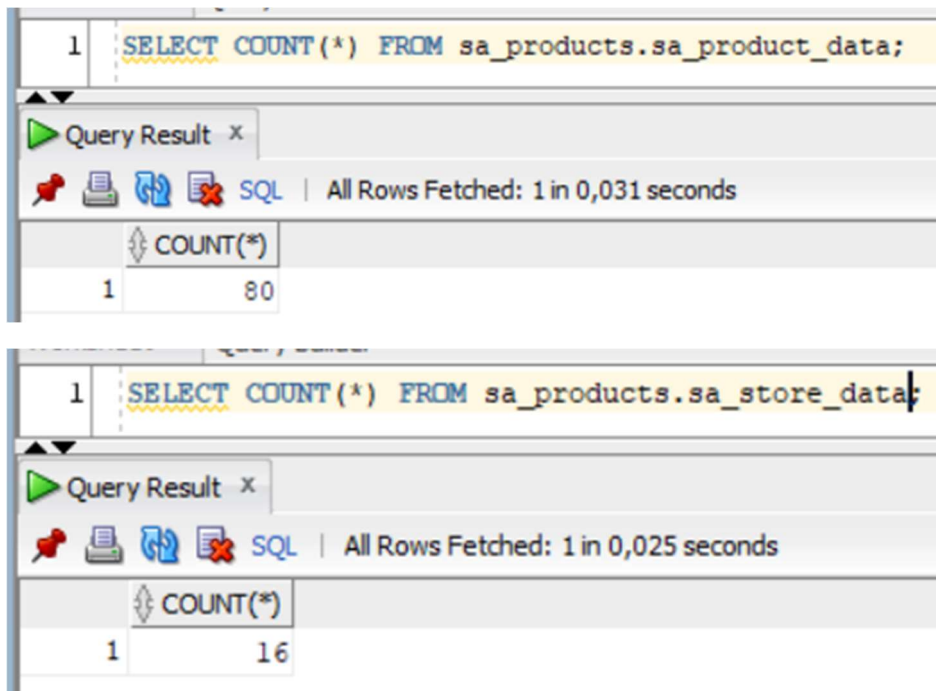 1 SELECT COUNT(*) FROM sa_products.sa_product_data;
Query Result x
SQL | All Rows Fetched: 1 in 0,031 seconds
COUNT(*)
1 80
1 SELECT COUNT(*) FROM sa_products.sa_store_data;
Query Result x
SQL | All Rows Fetched: 1 in 0,025 seconds
COUNT(*)
1 16